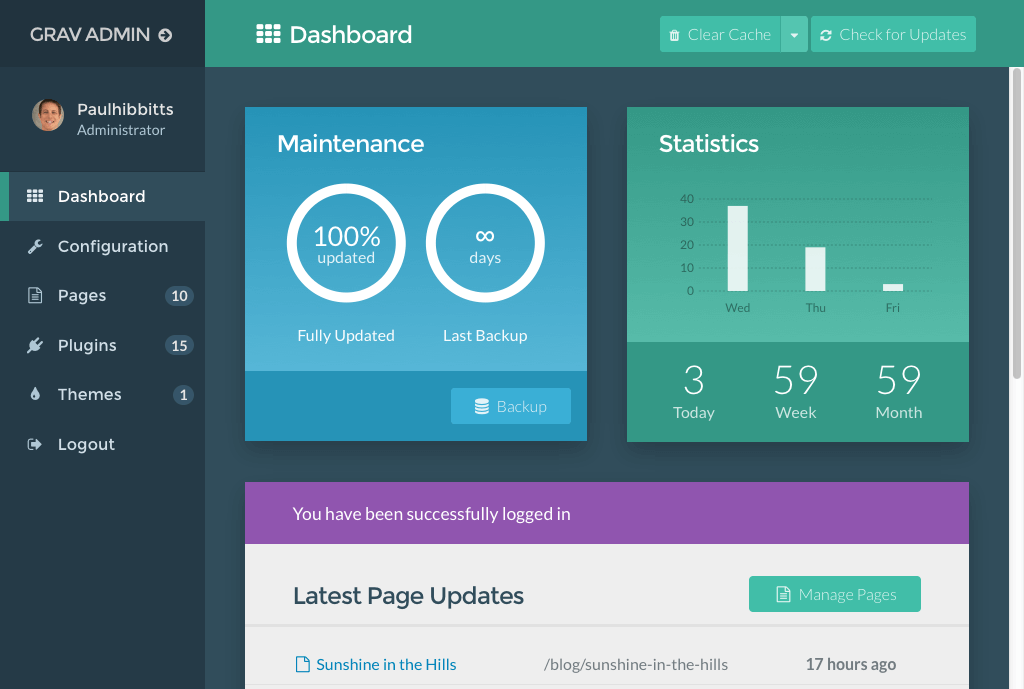 GRAV ADMIN
Paulhibbitts
Administrator
Dashboard
Configuration
Pages 10
Plugins 15
Themes 1
Logout
Dashboard
Clear Cache
Check for Updates
Maintenance
100%
updated
∞
days
Fully Updated
Last Backup
Backup
Statistics
40
30
20
10
0
Wed Thu Fri
3 59 59
Today Week Month
You have been successfully logged in
Latest Page Updates
Manage Pages
Sunshine in the Hills /blog/sunshine-in-the-hills 17 hours ago